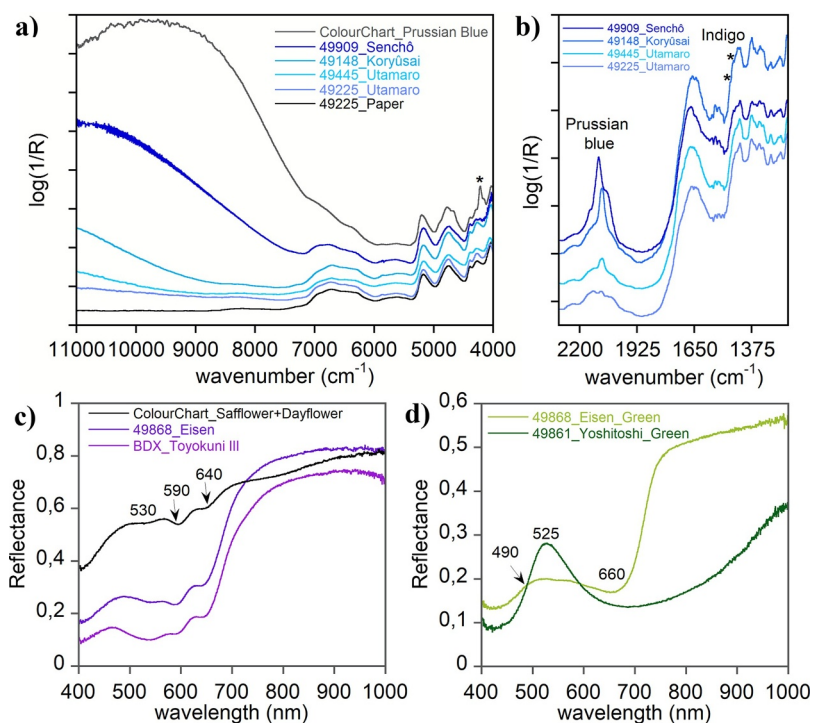 a)
ColourChart_Prussian Blue
49909_Senchô
49148_Koryûsai
49445_Utamaro
49225_Utamaro
49225_Paper
*
log(1/R)
11000 10000 9000 8000 7000 6000 5000 4000
wavenumber (cm⁻¹)
b)
49909_Senchô
49148_Koryûsai
49445_Utamaro
49225_Utamaro
Indigo
*
*
Prussian
blue
log(1/R)
2200 1925 1650 1375
wavenumber (cm⁻¹)
c)
ColourChart_Safflower+Dayflower
49868_Eisen
BDX_Toyokuni III
530
590
640
Reflectance
1
0,8
0,6
0,4
0,2
0
400 500 600 700 800 900 1000
wavelength (nm)
d)
49868_Eisen_Green
49861_Yoshitoshi_Green
490
525
660
Reflectance
0,6
0,5
0,4
0,3
0,2
0,1
0
400 500 600 700 800 900 1000
wavelength (nm)